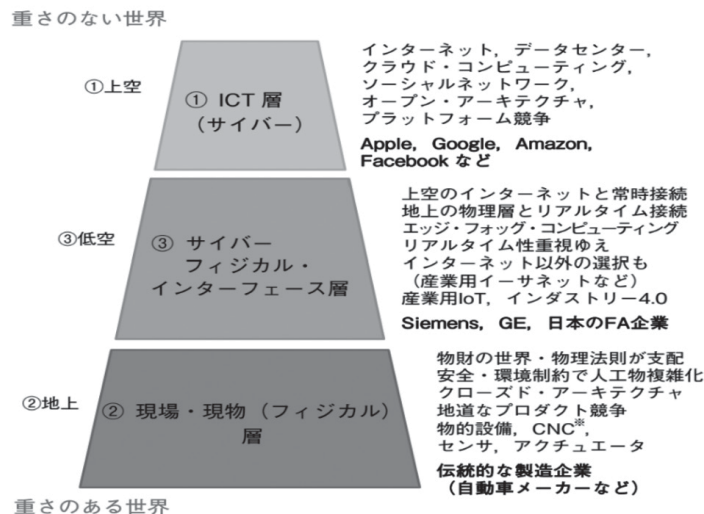 重さのない世界
①上空
① ICT 層
（サイバー）
インターネット，データセンター，
クラウド・コンピューティング，
ソーシャルネットワーク，
オープン・アーキテクチャ，
プラットフォーム競争
Apple，Google，Amazon，
Facebook など
③低空
③ サイバー
フィジカル・
インターフェース層
上空のインターネットと常時接続
地上の物理層とリアルタイム接続
エッジ・フォッグ・コンピューティング
リアルタイム性重視ゆえ
インターネット以外の選択も
（産業用イーサネットなど）
産業用IoT，インダストリー4.0
Siemens，GE，日本のFA企業
②地上
② 現場・現物（フィジカル）
層
物財の世界・物理法則が支配
安全・環境制約で人工物複雑化
クローズド・アーキテクチャ
地道なプロダクト競争
物的設備，CNC※，
センサ，アクチュエータ
伝統的な製造企業
（自動車メーカーなど）
重さのある世界